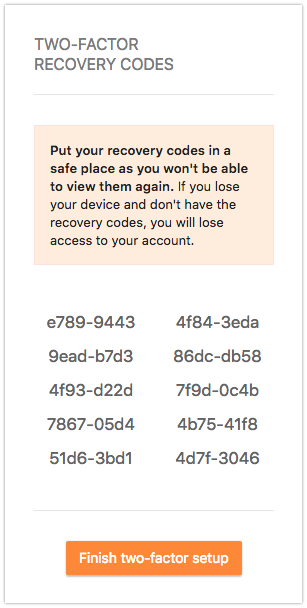 TWO-FACTOR
RECOVERY CODES
Put your recovery codes in a
safe place as you won't be able
to view them again. If you lose
your device and don't have the
recovery codes, you will lose
access to your account.
e789-9443 4f84-3eda
9ead-b7d3 86dc-db58
4f93-d22d 7f9d-0c4b
7867-05d4 4b75-41f8
51d6-3bd1 4d7f-3046
Finish two-factor setup